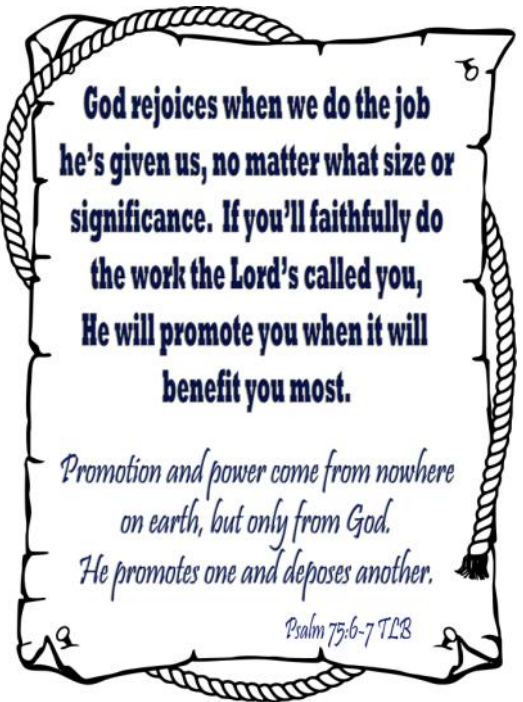 God rejoices when we do the job
he's given us, no matter what size or
significance.  If you'll faithfully do
the work the Lord's called you,
He will promote you when it will
benefit you most.
Promotion and power come from nowhere
on earth, but only from God.
He promotes one and deposes another.
Psalm 75:6-7 TLB